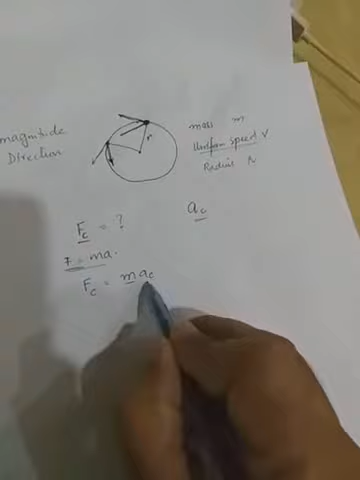 magnitude
Direction
r
mass m
Uniform speed v
Radius r
Fc = ?
ac
F = ma.
Fc = mac